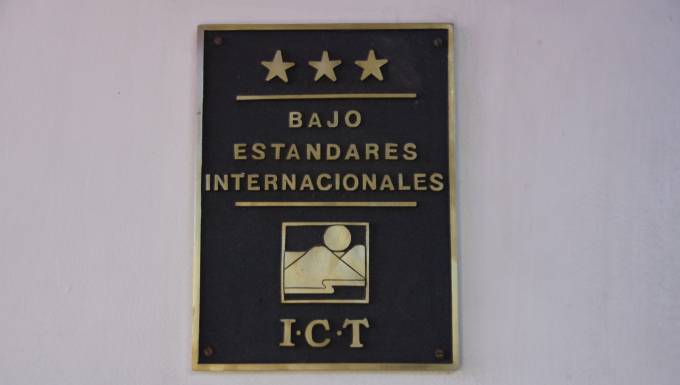 BAJO
ESTANDARES
INTERNACIONALES
I·C·T